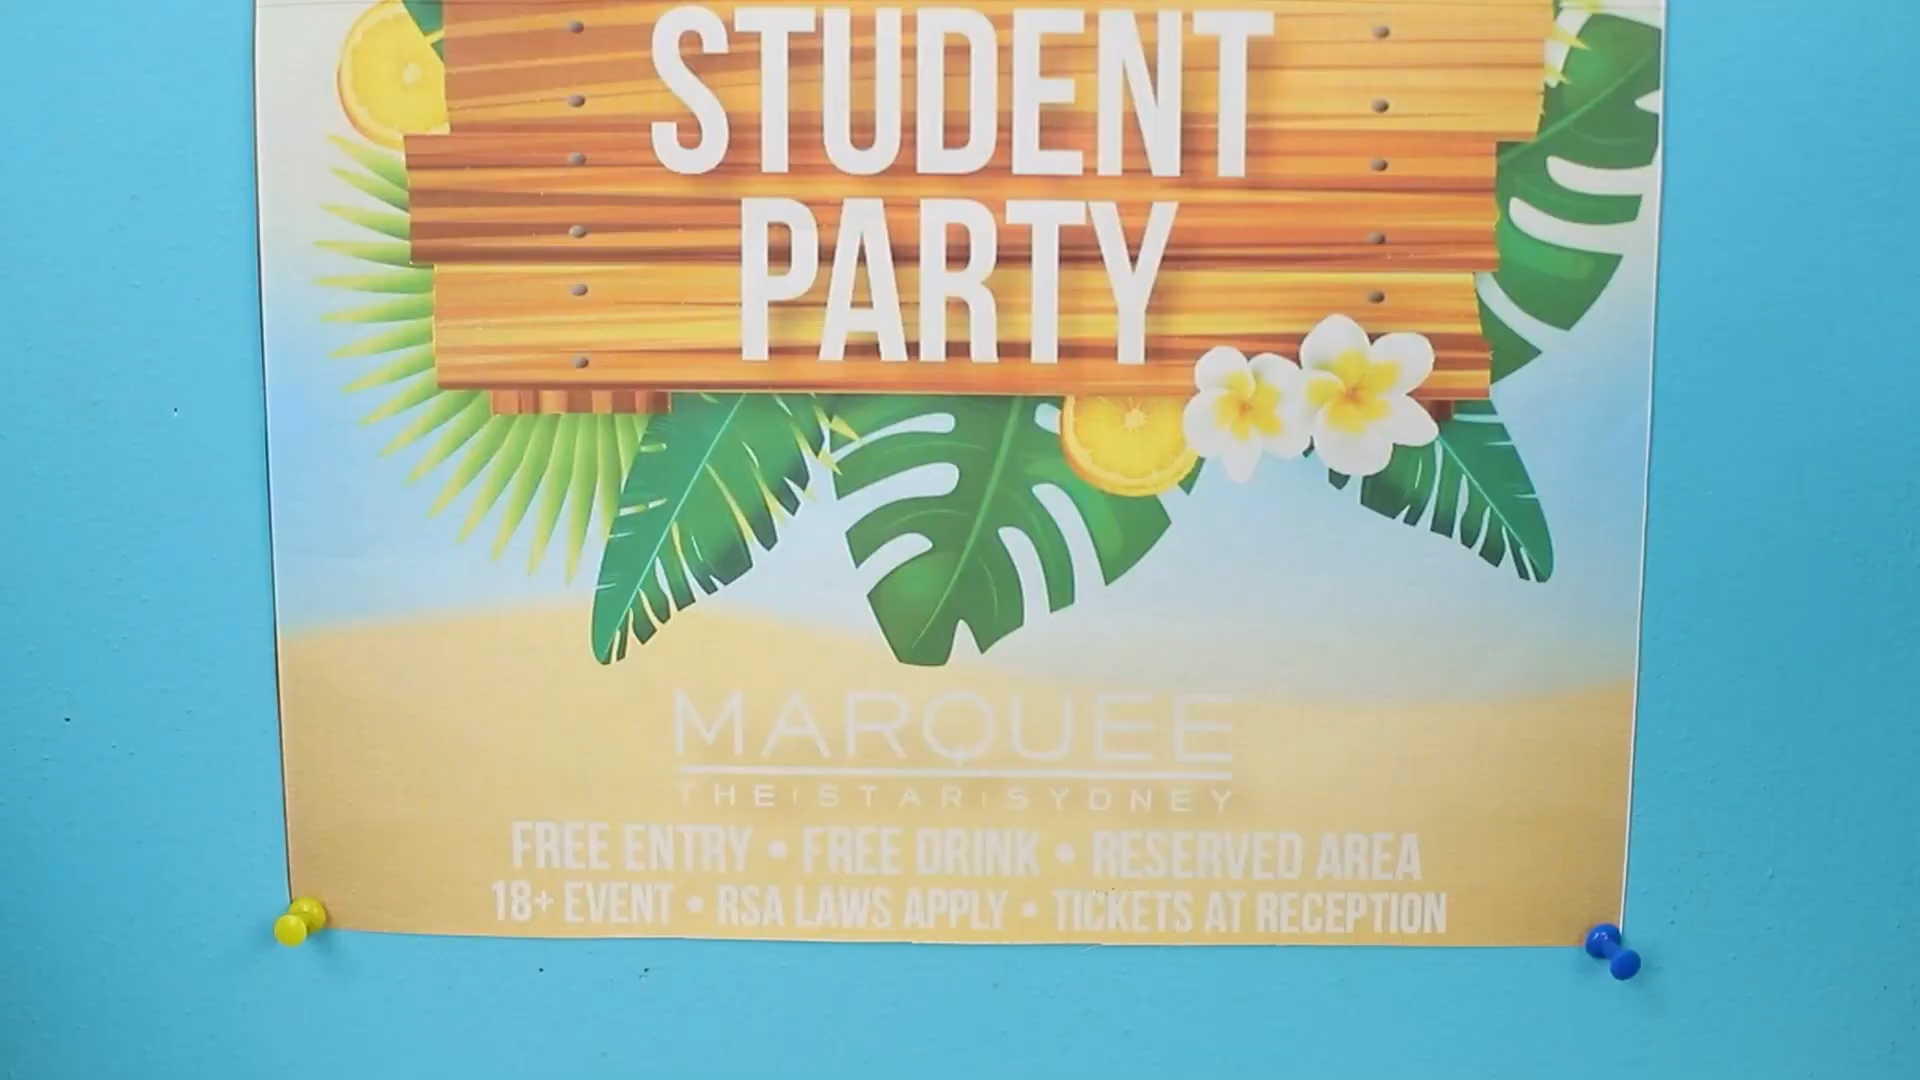 STUDENT
PARTY
MARQUEE
THE STAR SYDNEY
FREE ENTRY • FREE DRINK • RESERVED AREA
18+ EVENT • RSA LAWS APPLY • TICKETS AT RECEPTION